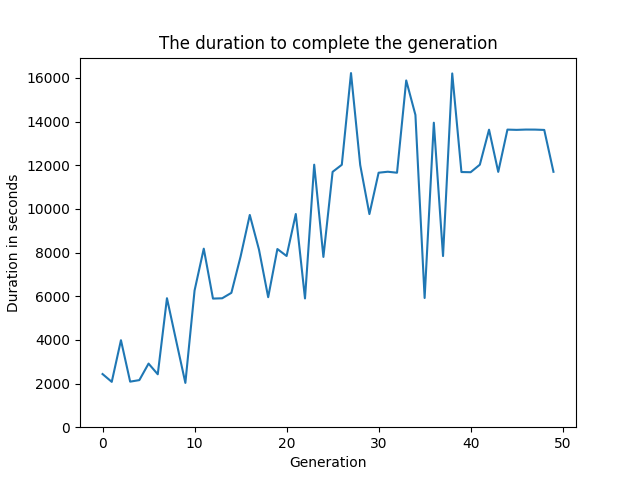 The duration to complete the generation
16000
14000
12000
10000
8000
6000
4000
2000
0
Duration in seconds
0 10 20 30 40 50
Generation